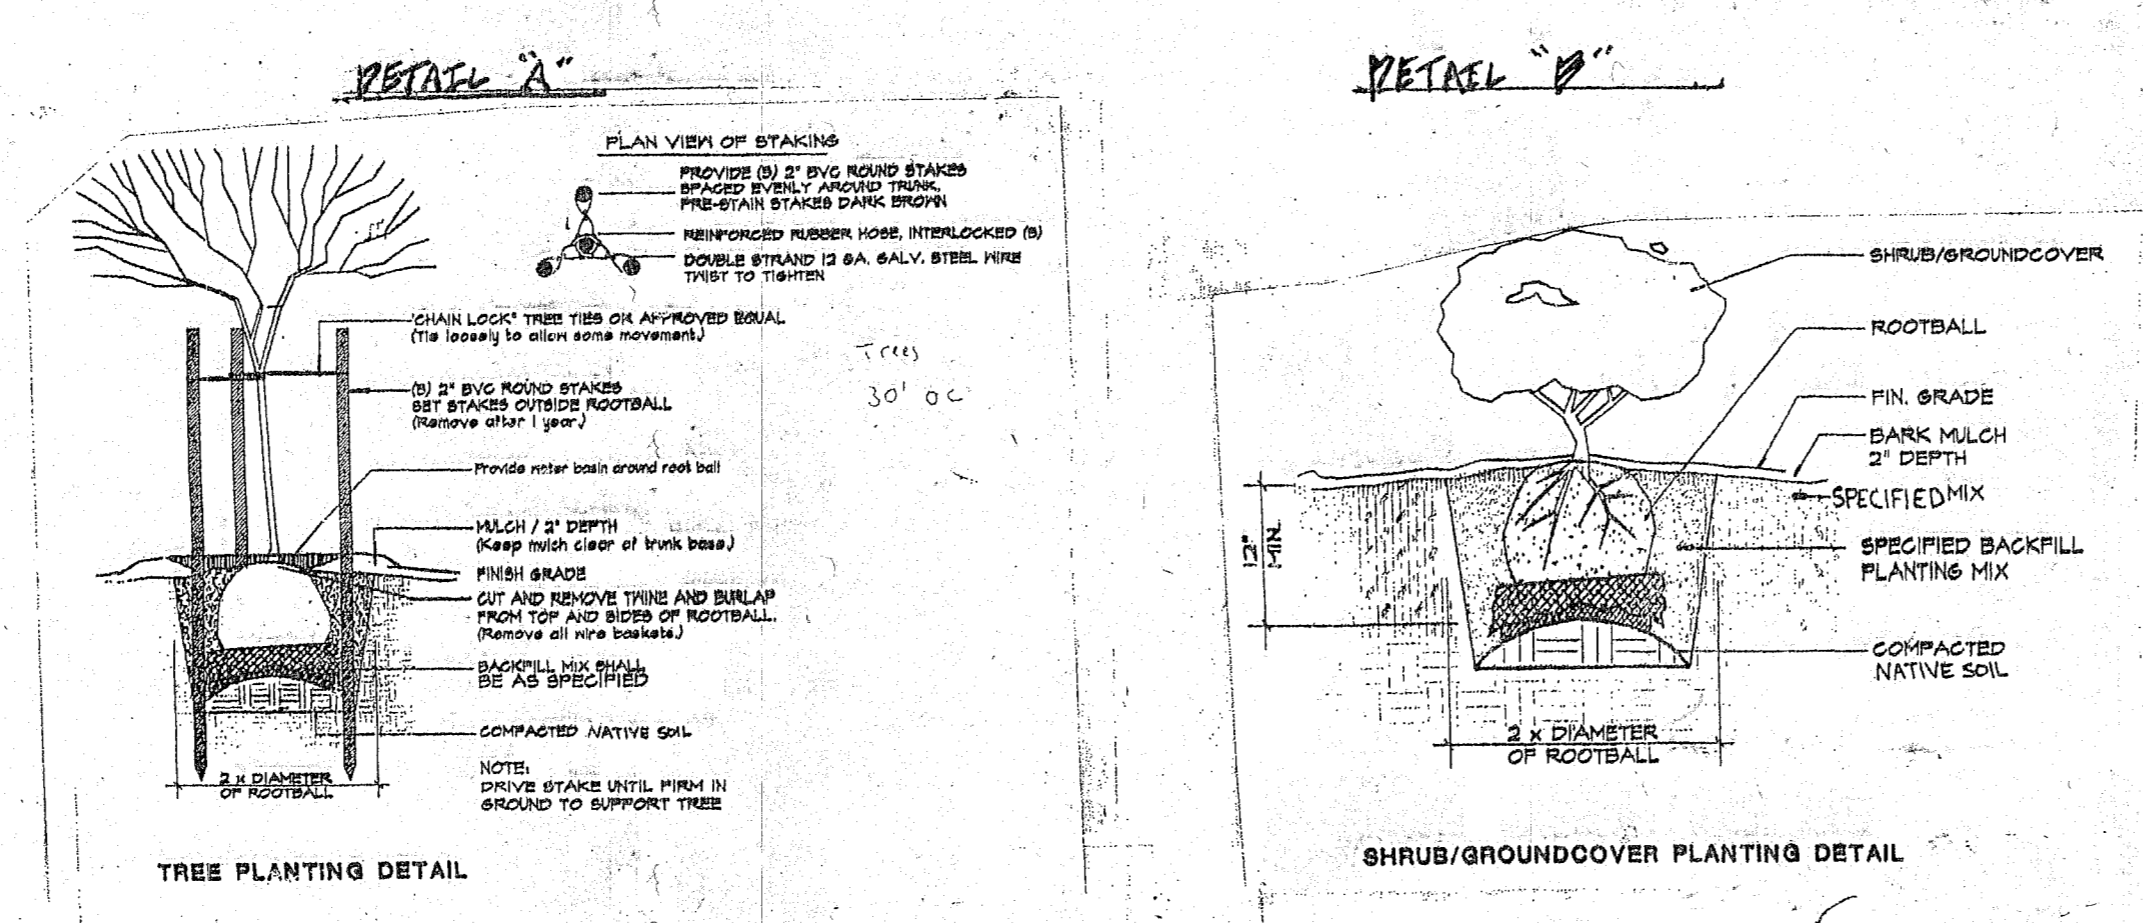 DETAIL "A"
PLAN VIEW OF STAKING
PROVIDE (3) 2" BVC ROUND STAKES
SPACED EVENLY AROUND TRUNK,
PRE-STAIN STAKES DARK BROWN
REINFORCED RUBBER HOSE, INTERLOCKED (3)
DOUBLE STRAND 12 GA. GALV. STEEL WIRE
TWIST TO TIGHTEN
"CHAIN LOCK" TREE TIES OR APPROVED EQUAL
(Tie loosely to allow some movement.)
(3) 2" BVC ROUND STAKES
SET STAKES OUTSIDE ROOTBALL
(Remove after 1 year.)
Trees
30' OC
Provide water basin around root ball
MULCH / 2" DEPTH
(Keep mulch clear of trunk base.)
FINISH GRADE
CUT AND REMOVE TWINE AND BURLAP
FROM TOP AND SIDES OF ROOTBALL.
(Remove all wire baskets.)
BACKFILL MIX SHALL
BE AS SPECIFIED
COMPACTED NATIVE SOIL
NOTE:
DRIVE STAKE UNTIL FIRM IN
GROUND TO SUPPORT TREE
2 x DIAMETER
OF ROOTBALL
TREE PLANTING DETAIL
DETAIL
SHRUB/GROUNDCOVER
ROOTBALL
FIN. GRADE
BARK MULCH
2" DEPTH
SPECIFIED MIX
SPECIFIED BACKFILL
PLANTING MIX
COMPACTED
NATIVE SOIL
12"
MIN.
2 x DIAMETER
OF ROOTBALL
SHRUB/GROUNDCOVER PLANTING DETAIL